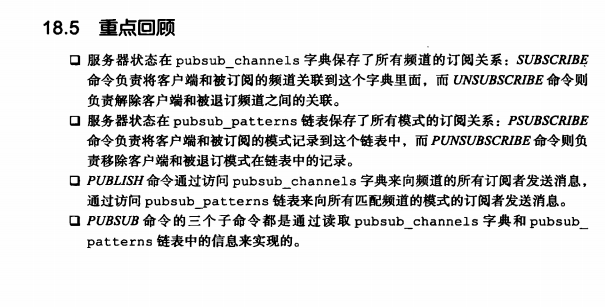 18.5 重点回顾
❑ 服务器状态在 pubsub_channels 字典保存了所有频道的订阅关系：SUBSCRIBE
命令负责将客户端和被订阅的频道关联到这个字典里面，而 UNSUBSCRIBE 命令则
负责解除客户端和被退订频道之间的关联。
❑ 服务器状态在 pubsub_patterns 链表保存了所有模式的订阅关系：PSUBSCRIBE
命令负责将客户端和被订阅的模式记录到这个链表中，而 PUNSUBSCRIBE 命令则负
责移除客户端和被退订模式在链表中的记录。
❑ PUBLISH 命令通过访问 pubsub_channels 字典来向频道的所有订阅者发送消息，
通过访问 pubsub_patterns 链表来向所有匹配频道的模式的订阅者发送消息。
❑ PUBSUB 命令的三个子命令都是通过读取 pubsub_channels 字典和 pubsub_
patterns 链表中的信息来实现的。